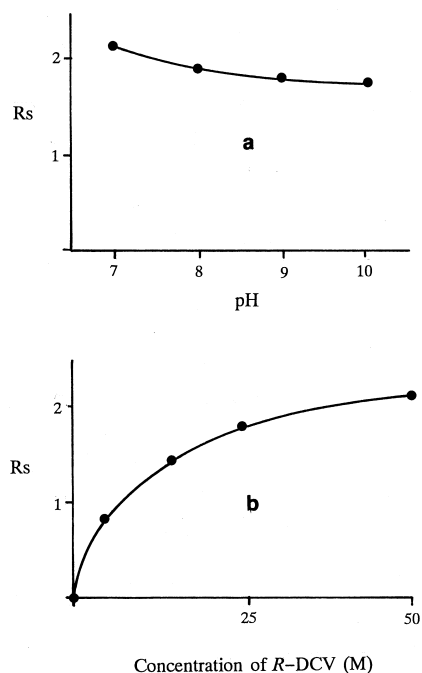 2
Rs
a
1
7 8 9 10
pH
2
Rs
1
b
25 50
Concentration of R–DCV (M)